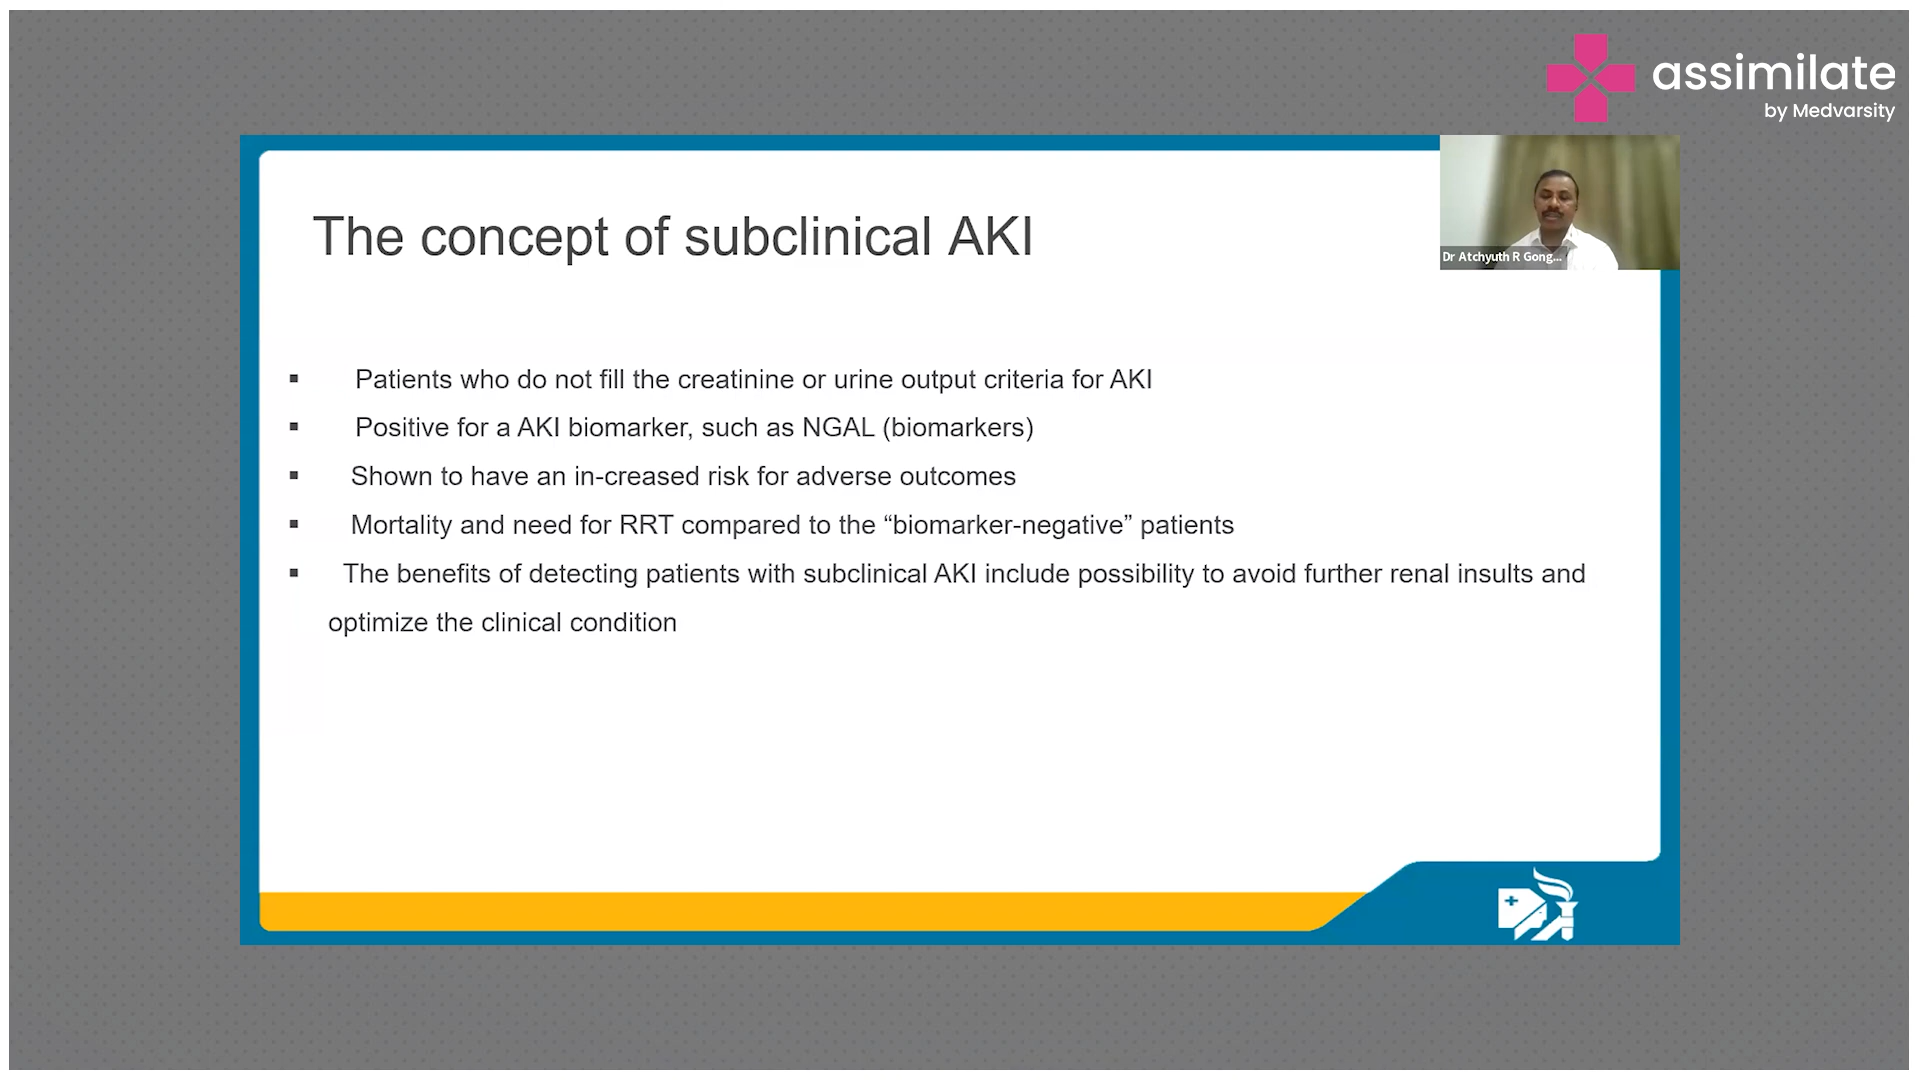 assimilate
by Medvarsity
The concept of subclinical AKI
Dr Atchyuth R Gong...
▪ Patients who do not fill the creatinine or urine output criteria for AKI
▪ Positive for a AKI biomarker, such as NGAL (biomarkers)
▪ Shown to have an in-creased risk for adverse outcomes
▪ Mortality and need for RRT compared to the “biomarker-negative” patients
▪ The benefits of detecting patients with subclinical AKI include possibility to avoid further renal insults and
optimize the clinical condition